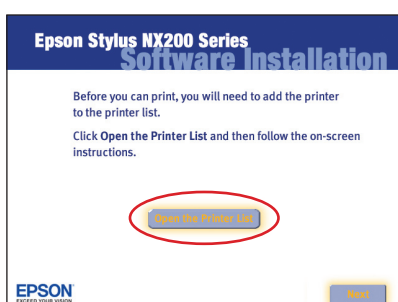 Epson Stylus NX200 Series
Software Installation
Before you can print, you will need to add the printer
to the printer list.
Click Open the Printer List and then follow the on-screen
instructions.
Open the Printer List
EPSON
EXCEED YOUR VISION
Next